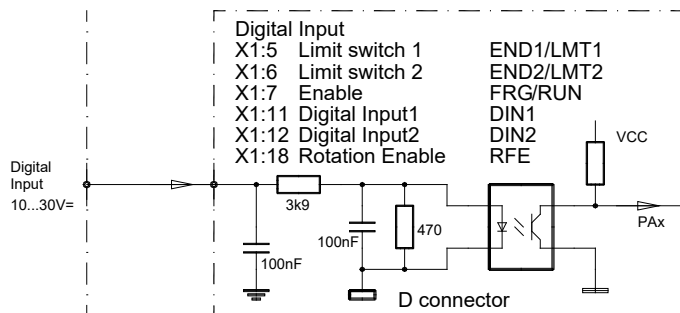 Digital Input
X1:5 Limit switch 1 END1/LMT1
X1:6 Limit switch 2 END2/LMT2
X1:7 Enable FRG/RUN
X1:11 Digital Input1 DIN1
X1:12 Digital Input2 DIN2
X1:18 Rotation Enable RFE
VCC
Digital
Input
10...30V=
3k9
PAx
100nF
470
100nF
D connector